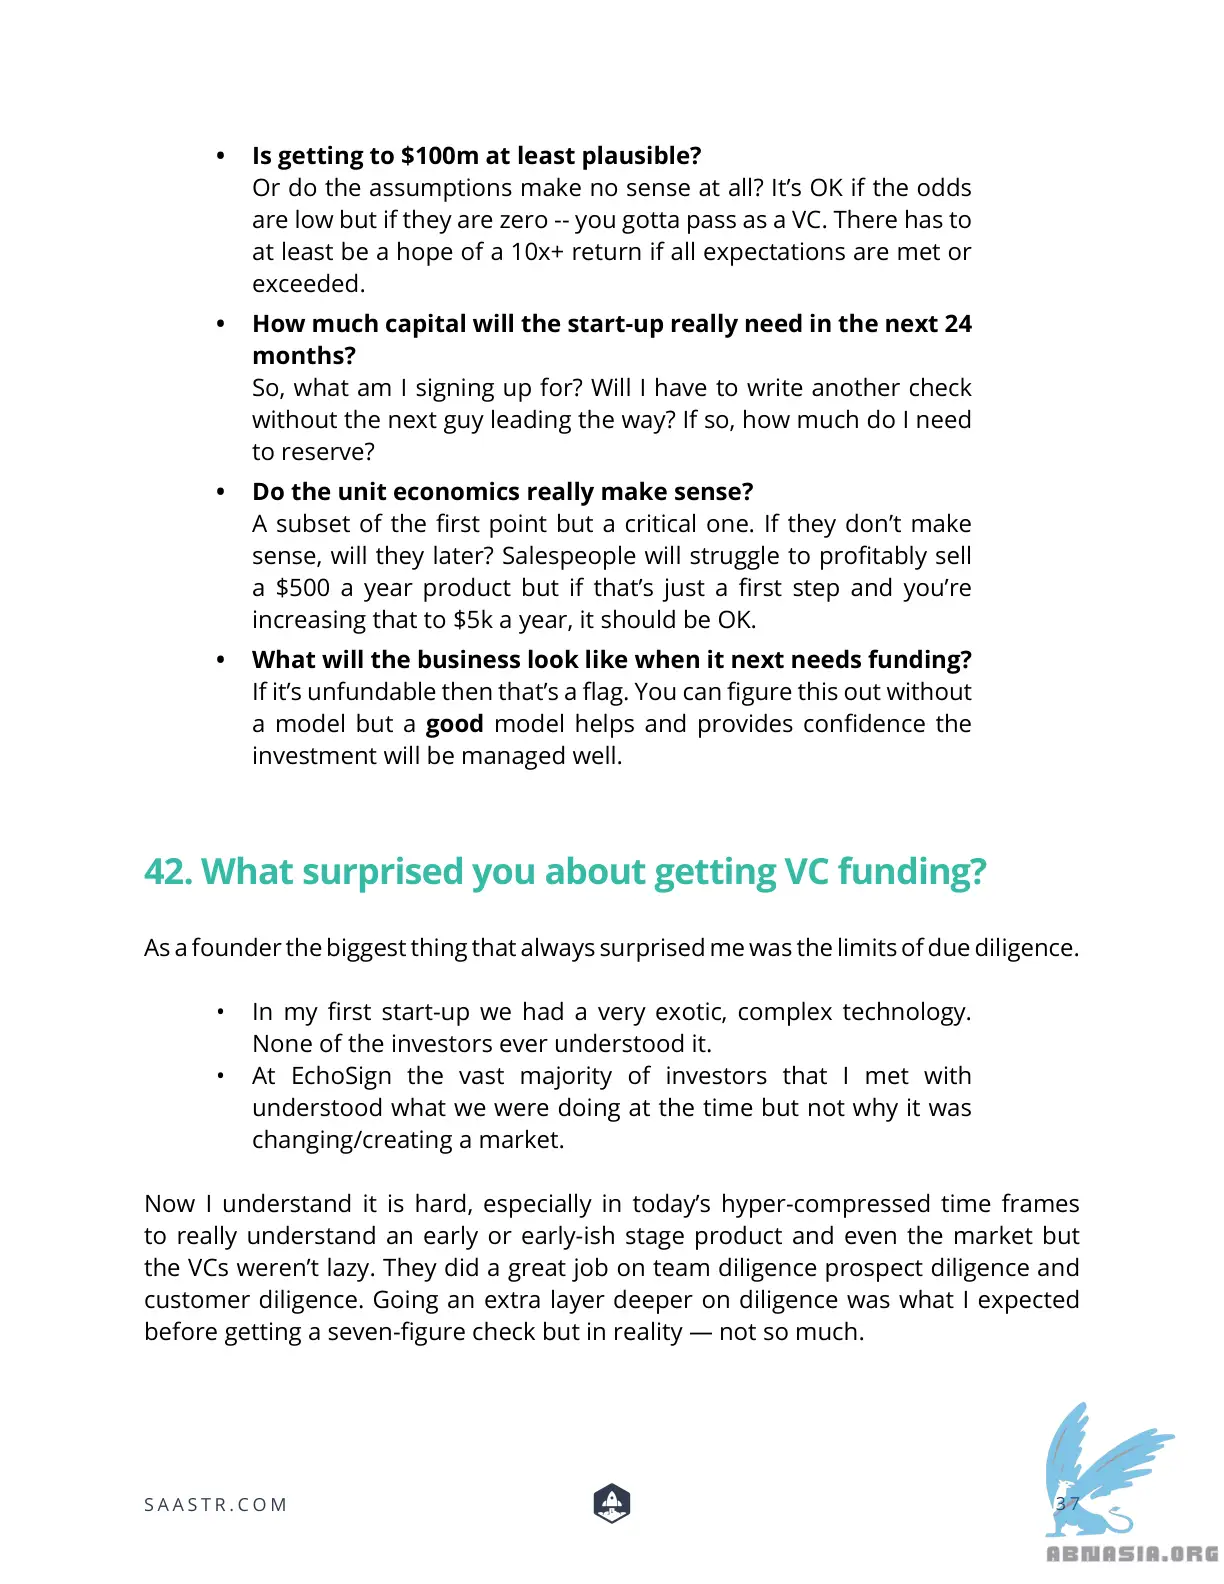 • Is getting to $100m at least plausible?
Or do the assumptions make no sense at all? It’s OK if the odds
are low but if they are zero -- you gotta pass as a VC. There has to
at least be a hope of a 10x+ return if all expectations are met or
exceeded.
• How much capital will the start-up really need in the next 24
months?
So, what am I signing up for? Will I have to write another check
without the next guy leading the way? If so, how much do I need
to reserve?
• Do the unit economics really make sense?
A subset of the first point but a critical one. If they don’t make
sense, will they later? Salespeople will struggle to profitably sell
a $500 a year product but if that’s just a first step and you’re
increasing that to $5k a year, it should be OK.
• What will the business look like when it next needs funding?
If it’s unfundable then that’s a flag. You can figure this out without
a model but a good model helps and provides confidence the
investment will be managed well.
42. What surprised you about getting VC funding?
As a founder the biggest thing that always surprised me was the limits of due diligence.
• In my first start-up we had a very exotic, complex technology.
None of the investors ever understood it.
• At EchoSign the vast majority of investors that I met with
understood what we were doing at the time but not why it was
changing/creating a market.
Now I understand it is hard, especially in today’s hyper-compressed time frames
to really understand an early or early-ish stage product and even the market but
the VCs weren’t lazy. They did a great job on team diligence prospect diligence and
customer diligence. Going an extra layer deeper on diligence was what I expected
before getting a seven-figure check but in reality — not so much.
SAASTR.COM
37
ABNASIA.ORG